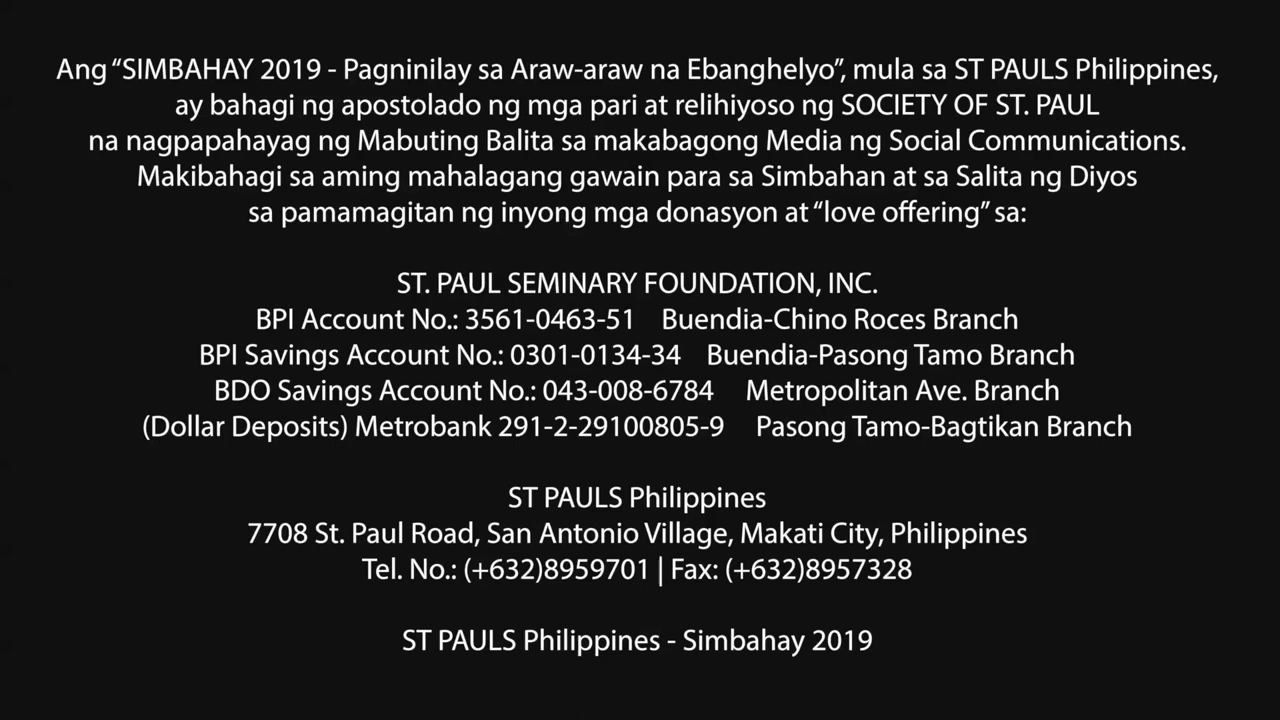 Ang “SIMBAHAY 2019 - Pagninilay sa Araw-araw na Ebanghelyo”, mula sa ST PAULS Philippines,
ay bahagi ng apostolado ng mga pari at relihiyoso ng SOCIETY OF ST. PAUL
na nagpapahayag ng Mabuting Balita sa makabagong Media ng Social Communications.
Makibahagi sa aming mahalagang gawain para sa Simbahan at sa Salita ng Diyos
sa pamamagitan ng inyong mga donasyon at “love offering” sa:
ST. PAUL SEMINARY FOUNDATION, INC.
BPI Account No.: 3561-0463-51 Buendia-Chino Roces Branch
BPI Savings Account No.: 0301-0134-34 Buendia-Pasong Tamo Branch
BDO Savings Account No.: 043-008-6784 Metropolitan Ave. Branch
(Dollar Deposits) Metrobank 291-2-29100805-9 Pasong Tamo-Bagtikan Branch
ST PAULS Philippines
7708 St. Paul Road, San Antonio Village, Makati City, Philippines
Tel. No.: (+632)8959701 | Fax: (+632)8957328
ST PAULS Philippines - Simbahay 2019